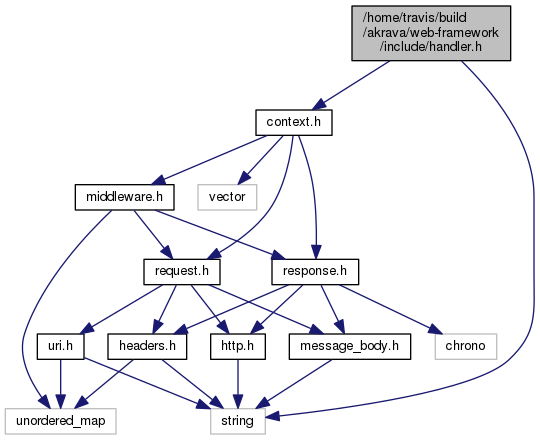 /home/travis/build
/akrava/web-framework
/include/handler.h
context.h
middleware.h
vector
request.h
response.h
uri.h
headers.h
http.h
message_body.h
chrono
unordered_map
string